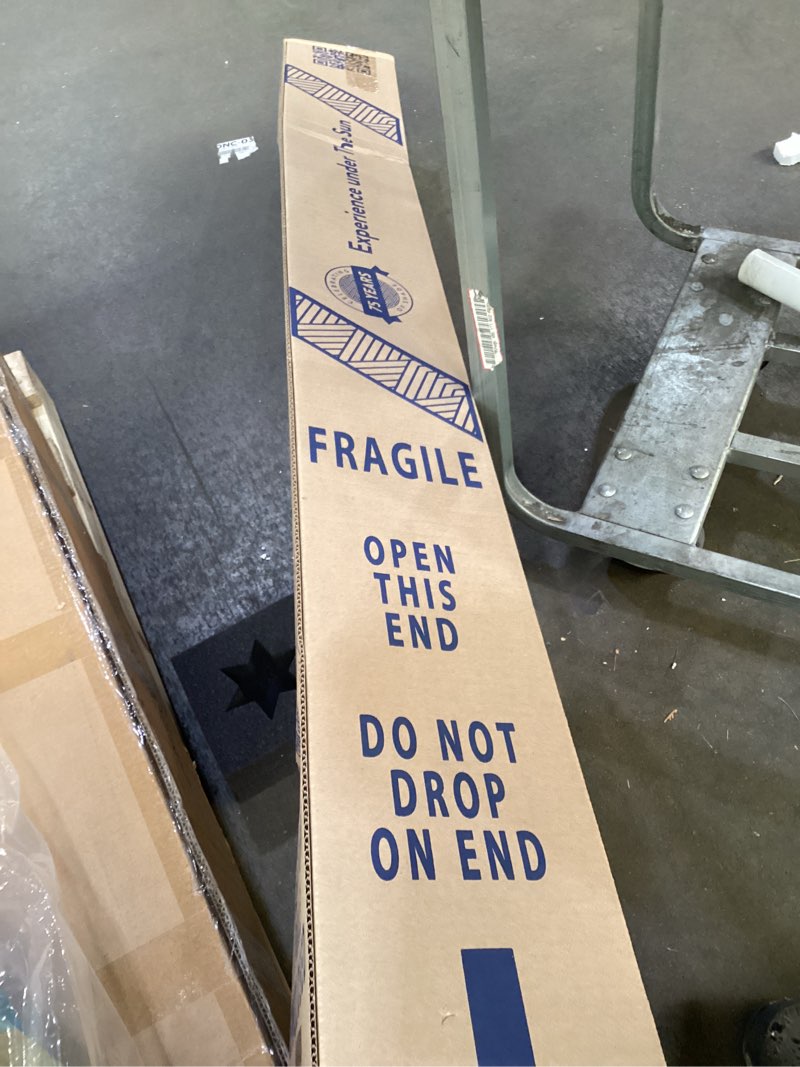 Experience under The Sun
75 YEARS
FRAGILE
OPEN
THIS
END
DO NOT
DROP
ON END